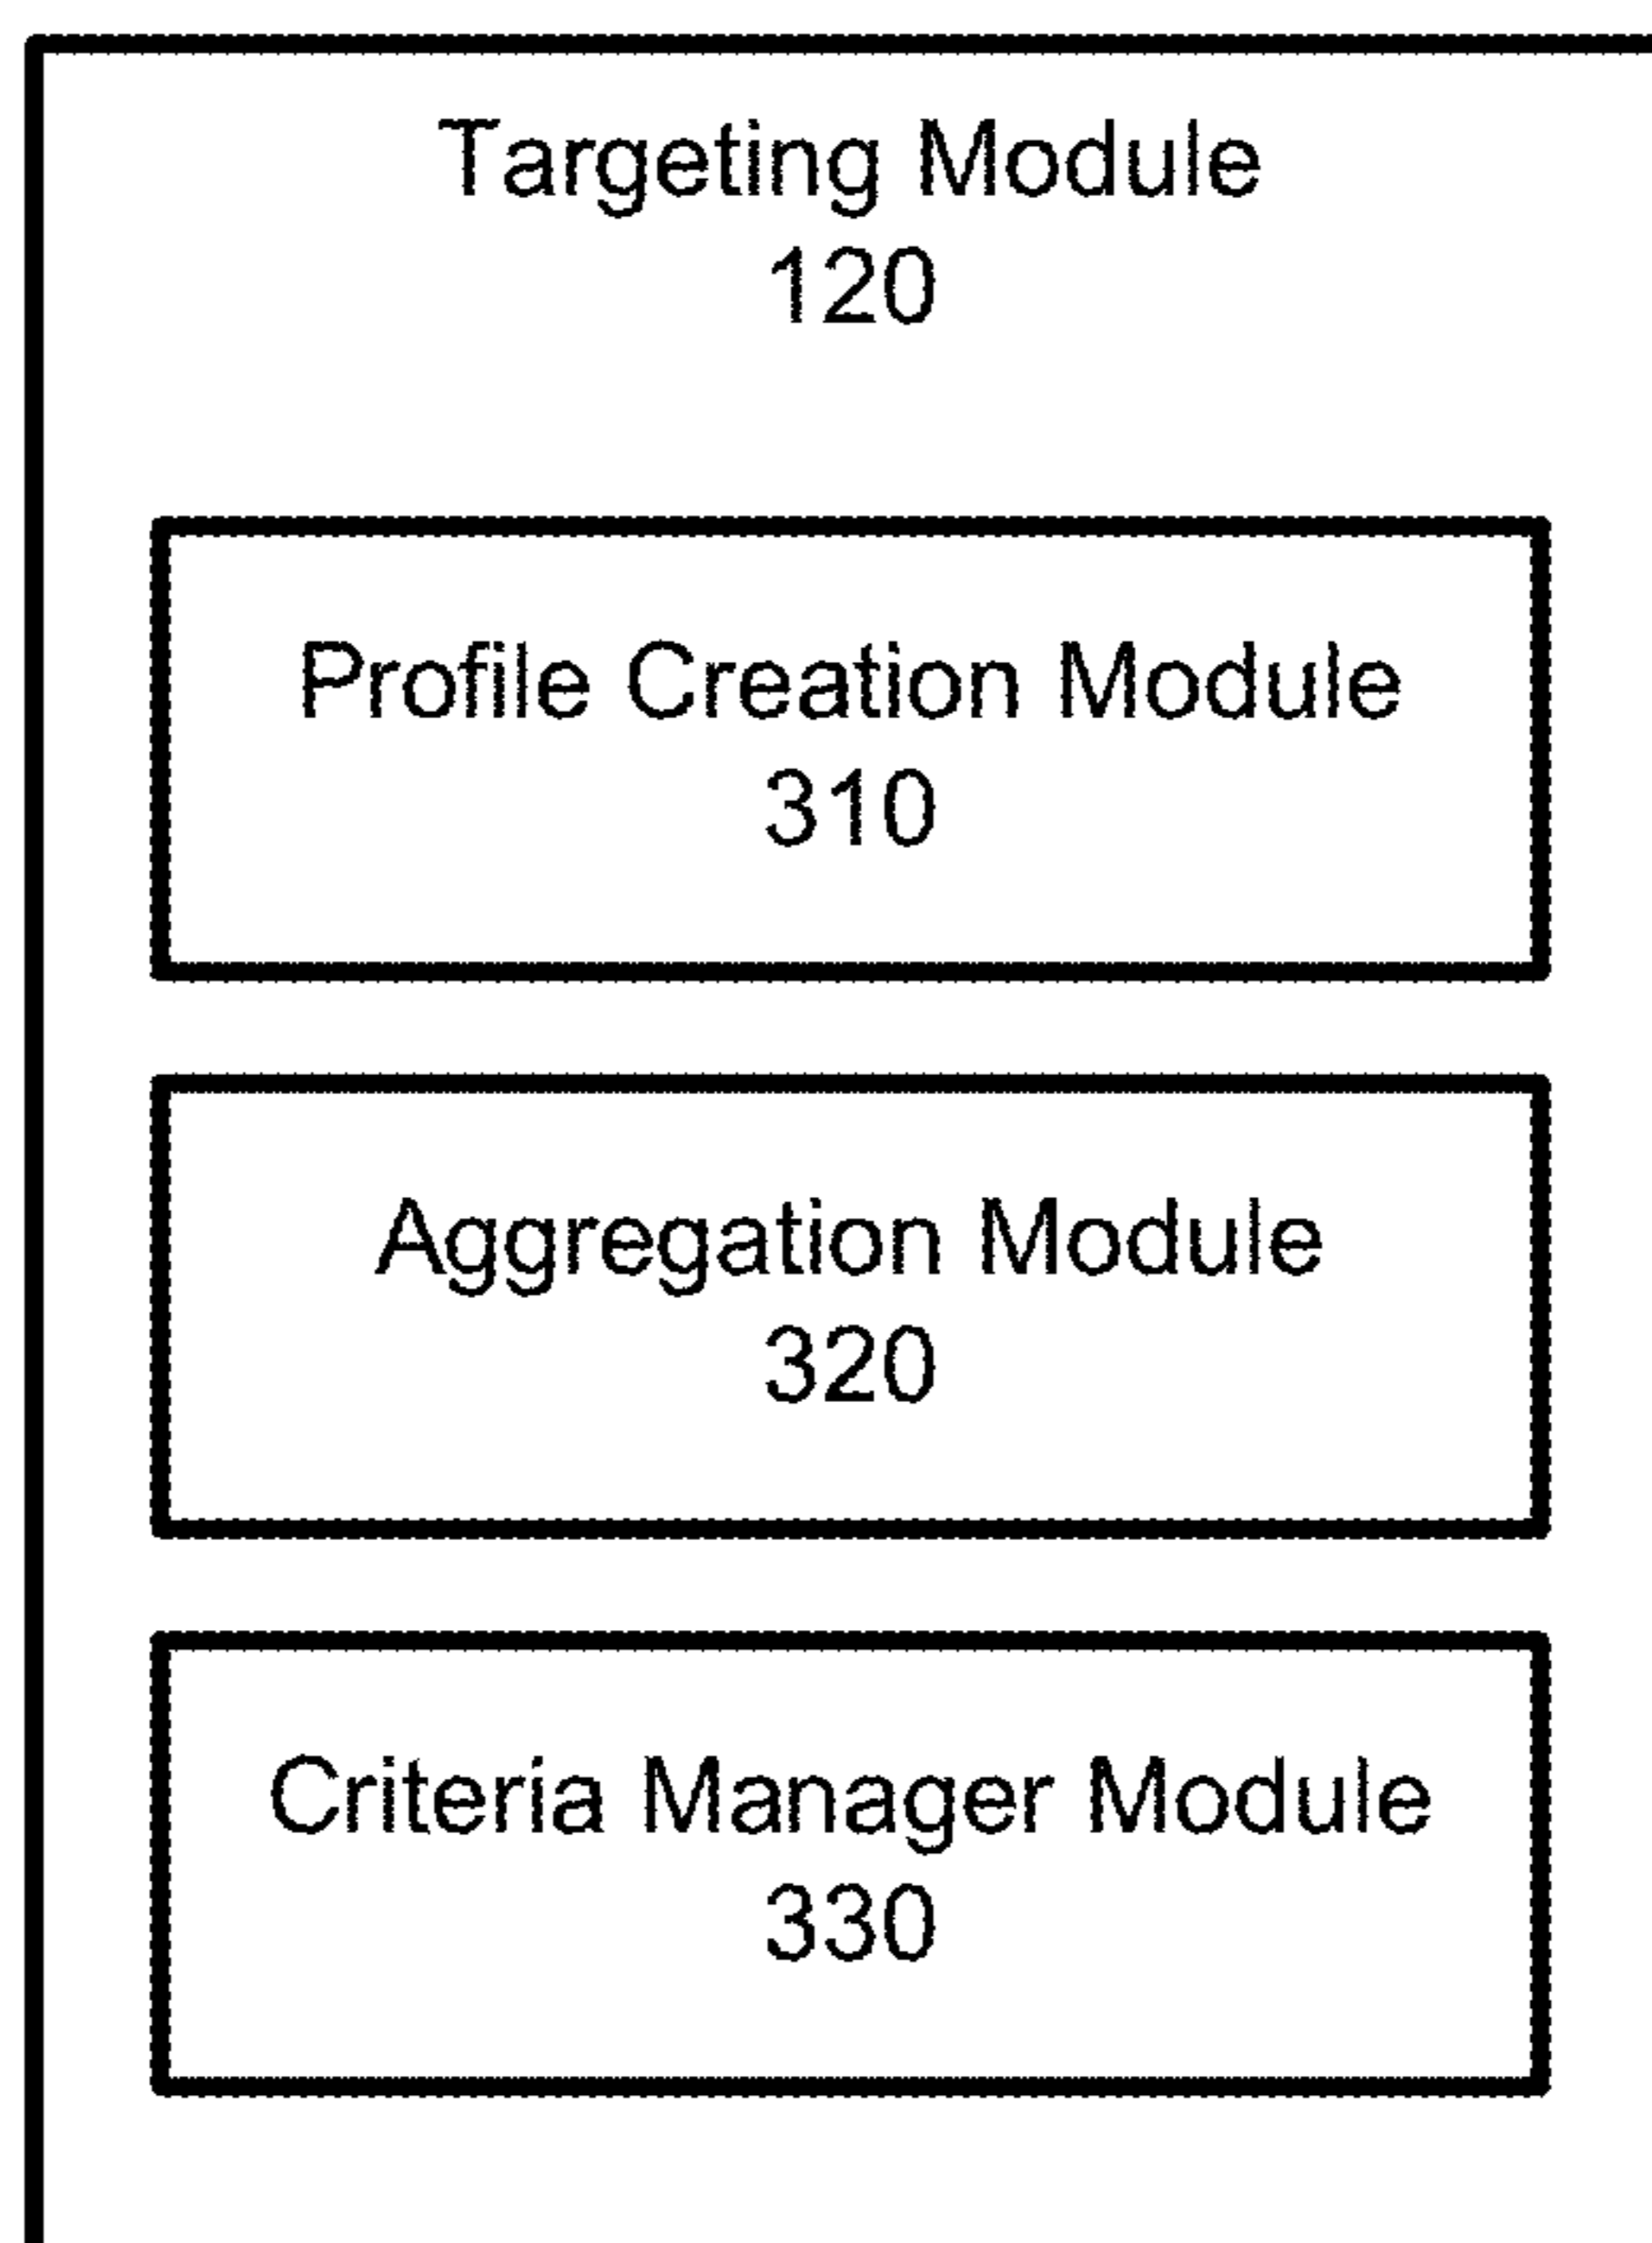 Targeting Module
120
Profile Creation Module
310
Aggregation Module
320
Criteria Manager Module
330